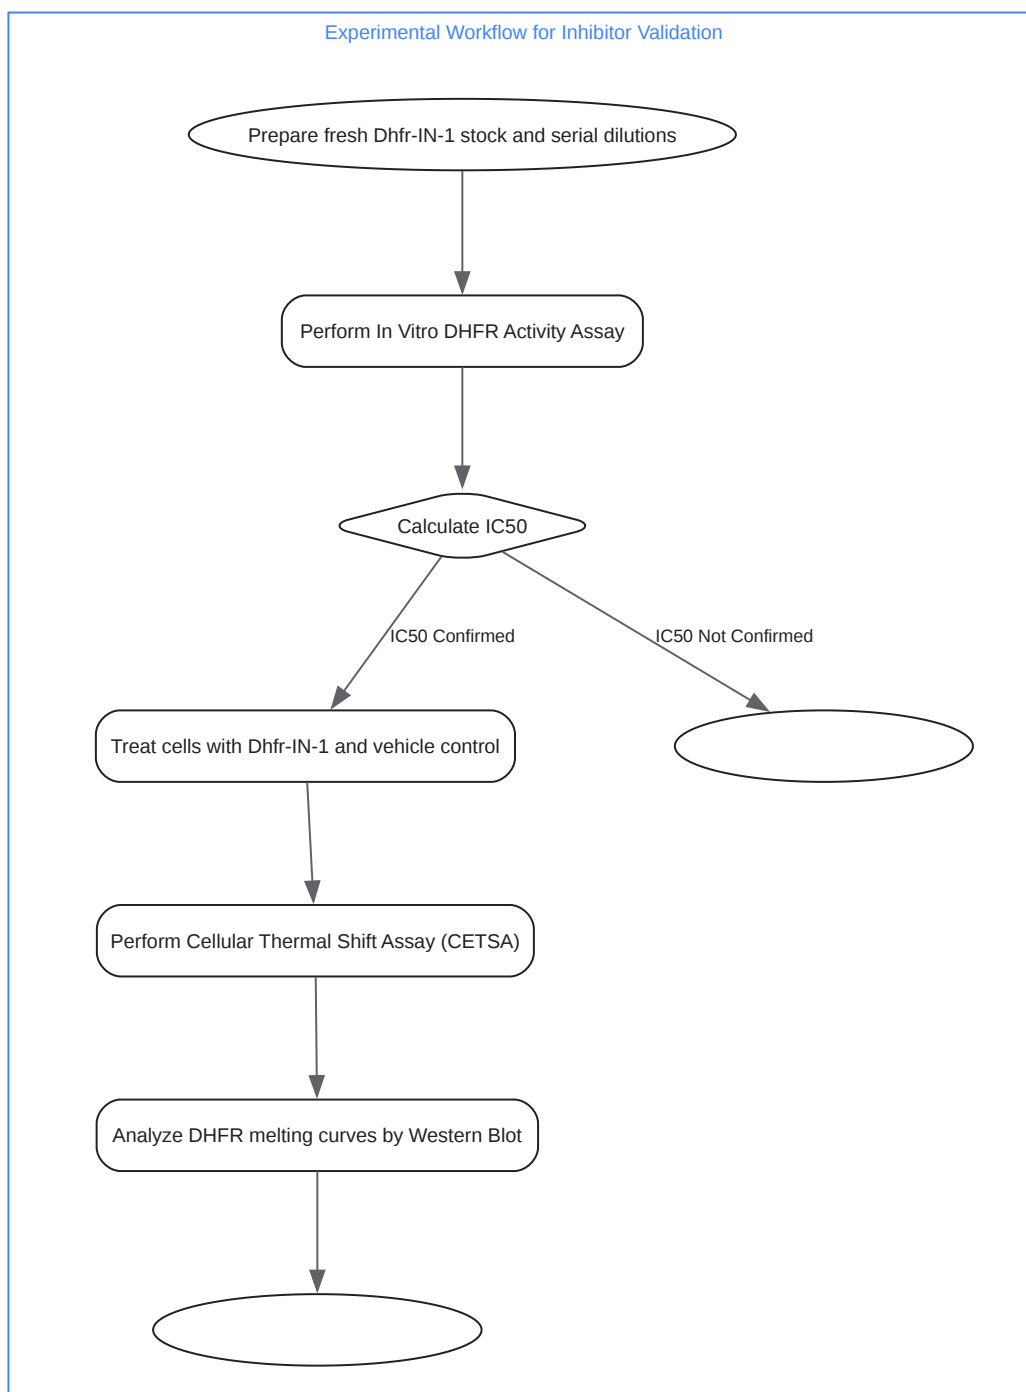 Experimental Workflow for Inhibitor Validation
Prepare fresh Dhfr-IN-1 stock and serial dilutions
Perform In Vitro DHFR Activity Assay
Calculate IC50
IC50 Confirmed
IC50 Not Confirmed
Treat cells with Dhfr-IN-1 and vehicle control
Perform Cellular Thermal Shift Assay (CETSA)
Analyze DHFR melting curves by Western Blot